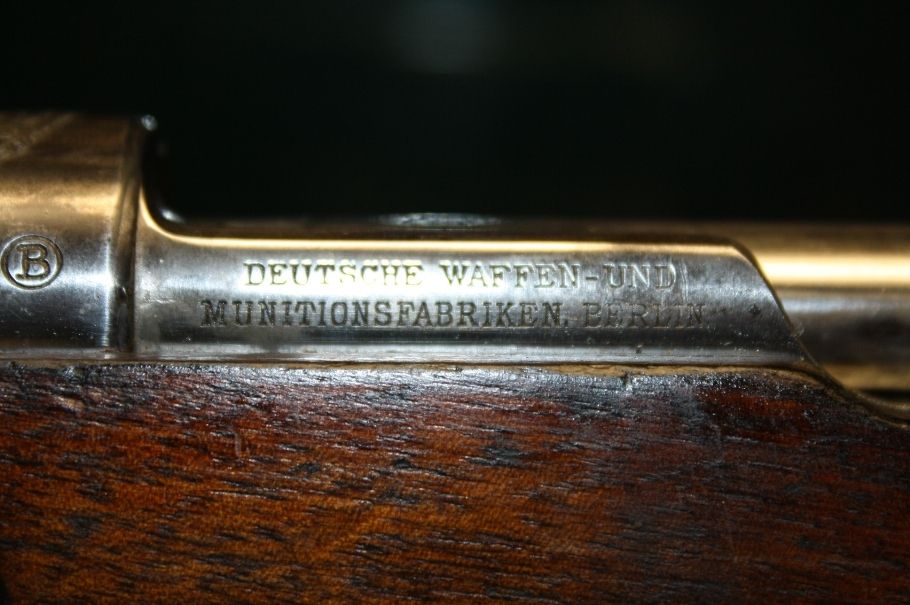 B
DEUTSCHE WAFFEN-UND
MUNITIONSFABRIKEN, BERLIN